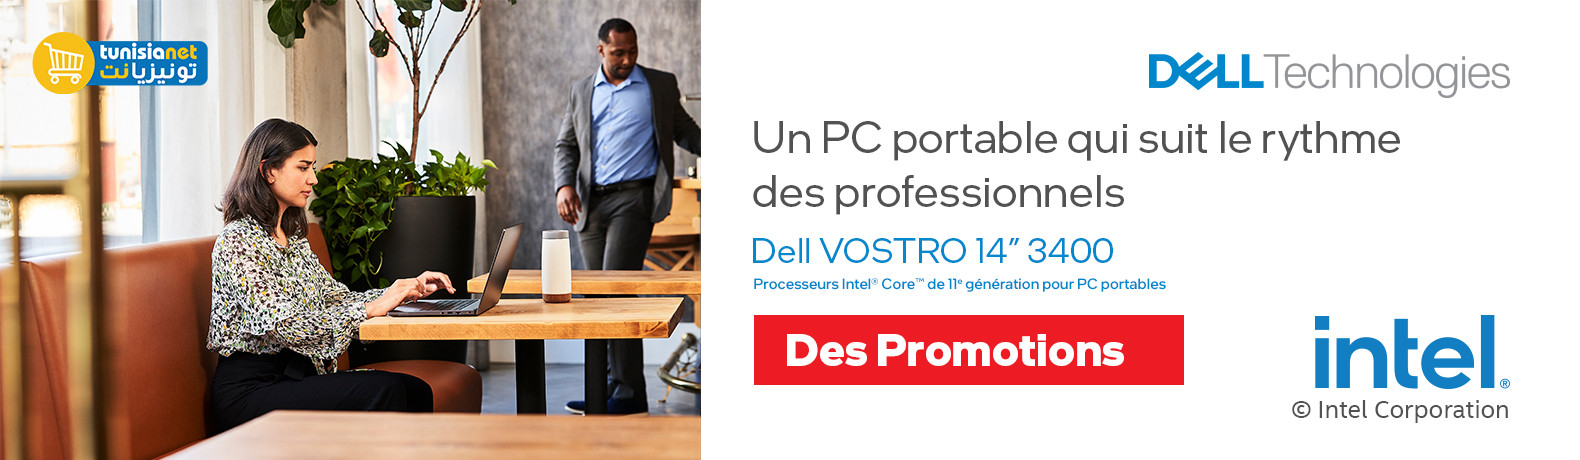 tunisianet
تونيزيانت
DELL Technologies
Un PC portable qui suit le rythme
des professionnels
Dell VOSTRO 14” 3400
Processeurs Intel® Core™ de 11ᵉ génération pour PC portables
Des Promotions
intel®
© Intel Corporation